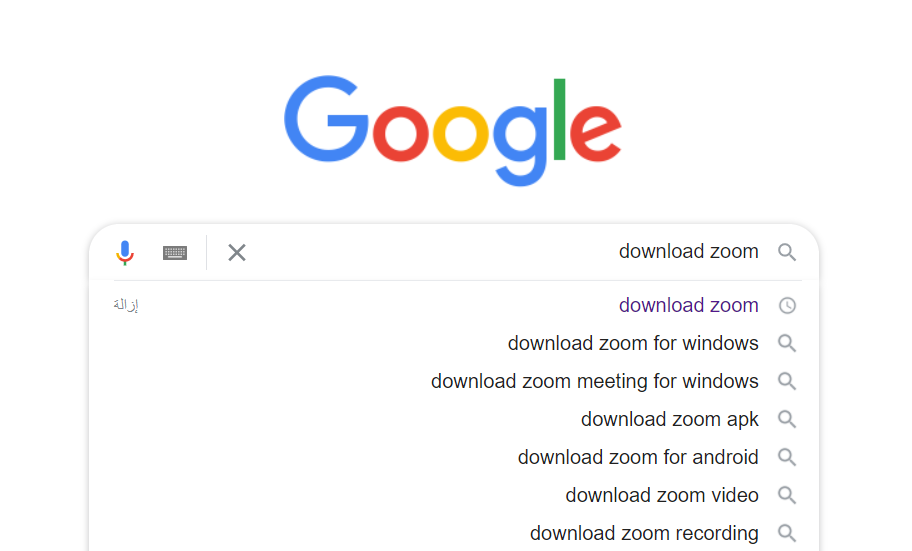 Google
download zoom
download zoom
إزالة
download zoom for windows
download zoom meeting for windows
download zoom apk
download zoom for android
download zoom video
download zoom recording